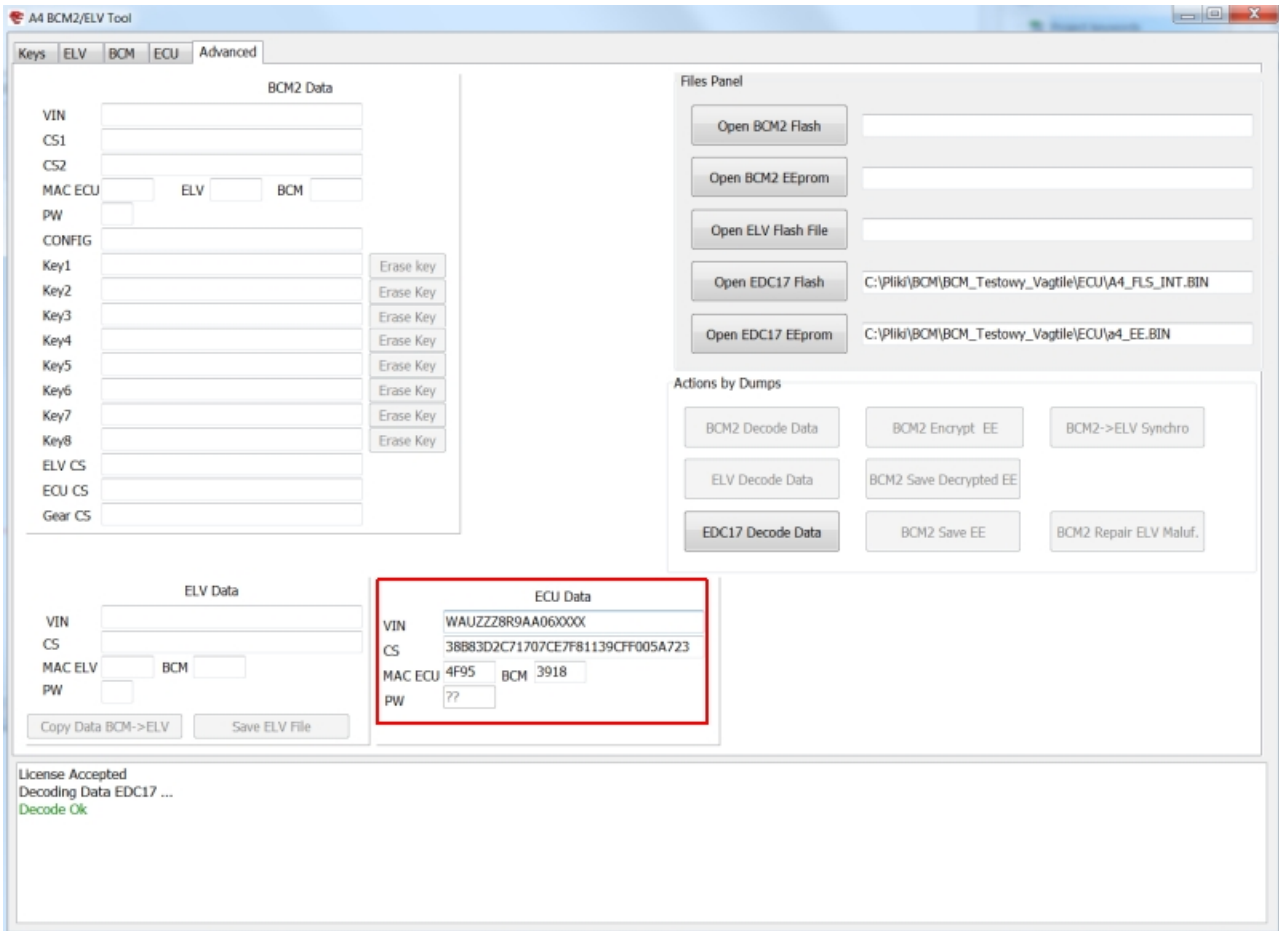 A4 BCM2/ELV Tool
Keys ELV BCM ECU Advanced
BCM2 Data
VIN
CS1
CS2
MAC ECU ELV BCM
PW
CONFIG
Key1 Erase key
Key2 Erase Key
Key3 Erase Key
Key4 Erase Key
Key5 Erase Key
Key6 Erase Key
Key7 Erase Key
Key8 Erase Key
ELV CS
ECU CS
Gear CS
Files Panel
Open BCM2 Flash
Open BCM2 EEprom
Open ELV Flash File
Open EDC17 Flash C:\Pliki\BCM\BCM_Testowy_Vagtile\ECU\A4_FLS_INT.BIN
Open EDC17 EEprom C:\Pliki\BCM\BCM_Testowy_Vagtile\ECU\a4_EE.BIN
Actions by Dumps
BCM2 Decode Data BCM2 Encrypt EE BCM2->ELV Synchro
ELV Decode Data BCM2 Save Decrypted EE
EDC17 Decode Data BCM2 Save EE BCM2 Repair ELV Maluf.
ELV Data
VIN
CS
MAC ELV BCM
PW
Copy Data BCM->ELV Save ELV File
ECU Data
VIN WAUZZZ8R9AA06XXXX
CS 38B83D2C71707CE7F81139CFF005A723
MAC ECU 4F95 BCM 3918
PW ??
License Accepted
Decoding Data EDC17 ...
Decode Ok